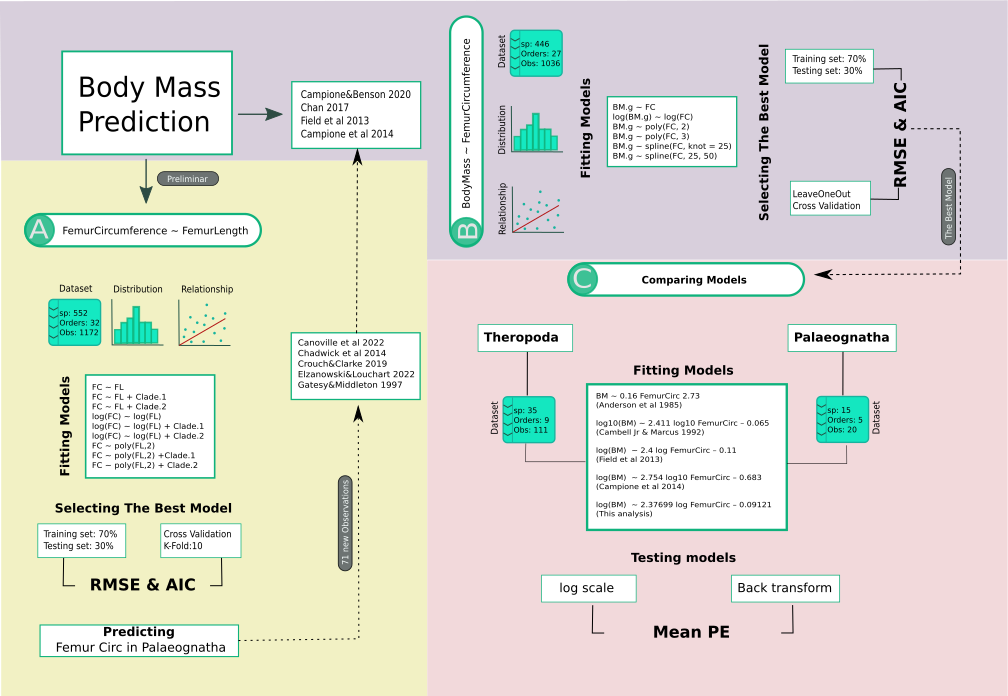 Body Mass
Prediction
Campione&Benson 2020
Chan 2017
Field et al 2013
Campione et al 2014
Preliminar
A
FemurCircumference ~ FemurLength
Dataset
Distribution
Relationship
sp: 552
Orders: 32
Obs: 1172
Fitting Models
FC ~ FL
FC ~ FL + Clade.1
FC ~ FL + Clade.2
log(FC) ~ log(FL)
log(FC) ~ log(FL) + Clade.1
log(FC) ~ log(FL) + Clade.2
FC ~ poly(FL,2)
FC ~ poly(FL,2) +Clade.1
FC ~ poly(FL,2) + Clade.2
Selecting The Best Model
Training set: 70%
Testing set: 30%
Cross Validation
K-Fold:10
RMSE & AIC
Predicting
Femur Circ in Palaeognatha
71 new Observations
Canoville et al 2022
Chadwick et al 2014
Crouch&Clarke 2019
Elzanowski&Louchart 2022
Gatesy&Middleton 1997
B
BodyMass ~ FemurCircumference
Dataset
sp: 446
Orders: 27
Obs: 1036
Distribution
Relationship
Fitting Models
BM.g ~ FC
log(BM.g) ~ log(FC)
BM.g ~ poly(FC, 2)
BM.g ~ poly(FC, 3)
BM.g ~ spline(FC, knot = 25)
BM.g ~ spline(FC, 25, 50)
Selecting The Best Model
Training set: 70%
Testing set: 30%
LeaveOneOut
Cross Validation
RMSE & AIC
The Best Model
C
Comparing Models
Theropoda
Palaeognatha
Dataset
sp: 35
Orders: 9
Obs: 111
sp: 15
Orders: 5
Obs: 20
Dataset
Fitting Models
BM ~ 0.16 FemurCirc 2.73
(Anderson et al 1985)
log10(BM) ~ 2.411 log10 FemurCirc – 0.065
(Cambell Jr & Marcus 1992)
log(BM) ~ 2.4 log FemurCirc – 0.11
(Field et al 2013)
log(BM) ~ 2.754 log10 FemurCirc – 0.683
(Campione et al 2014)
log(BM) ~ 2.37699 log FemurCirc – 0.09121
(This analysis)
Testing models
log scale
Back transform
Mean PE